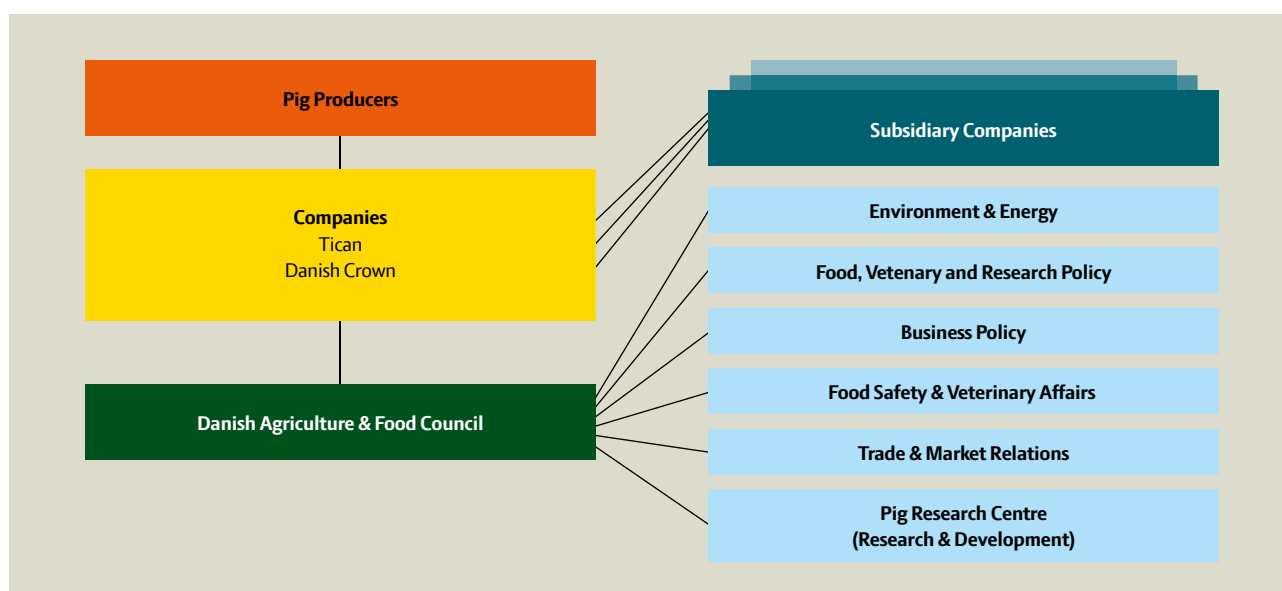 Pig Producers
Companies
Tican
Danish Crown
Danish Agriculture & Food Council
Subsidiary Companies
Environment & Energy
Food, Vetenary and Research Policy
Business Policy
Food Safety & Veterinary Affairs
Trade & Market Relations
Pig Research Centre
(Research & Development)